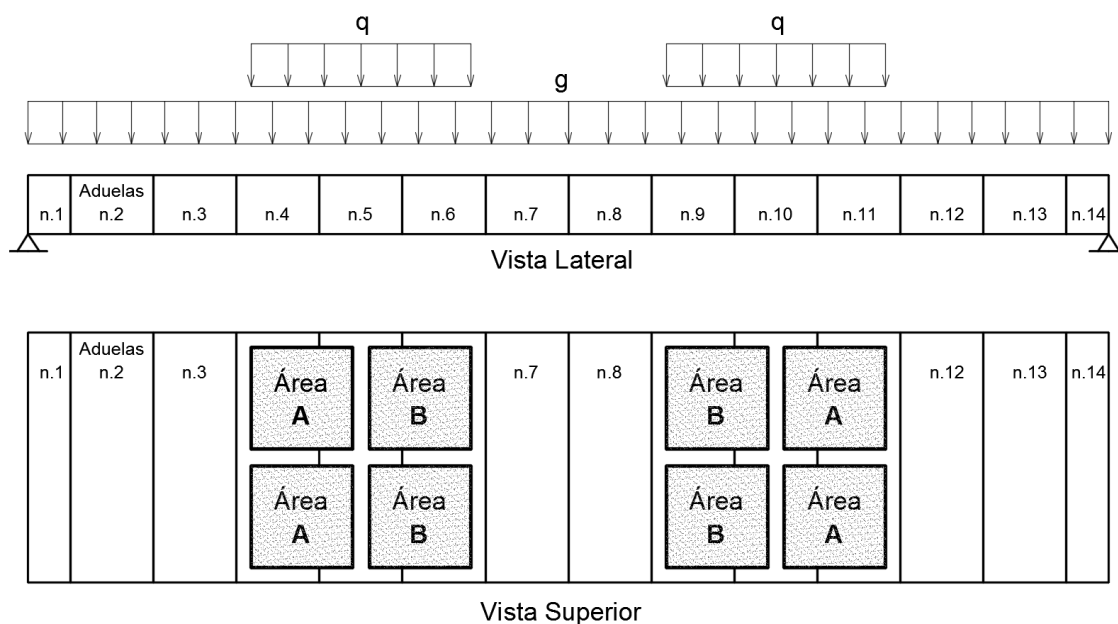 q q
g
Aduelas
n.1 n.2 n.3 n.4 n.5 n.6 n.7 n.8 n.9 n.10 n.11 n.12 n.13 n.14
Vista Lateral
Aduelas
n.1 n.2 n.3 n.7 n.8 n.12 n.13 n.14
Área Área Área Área
A B B A
Área Área Área Área
A B B A
Vista Superior